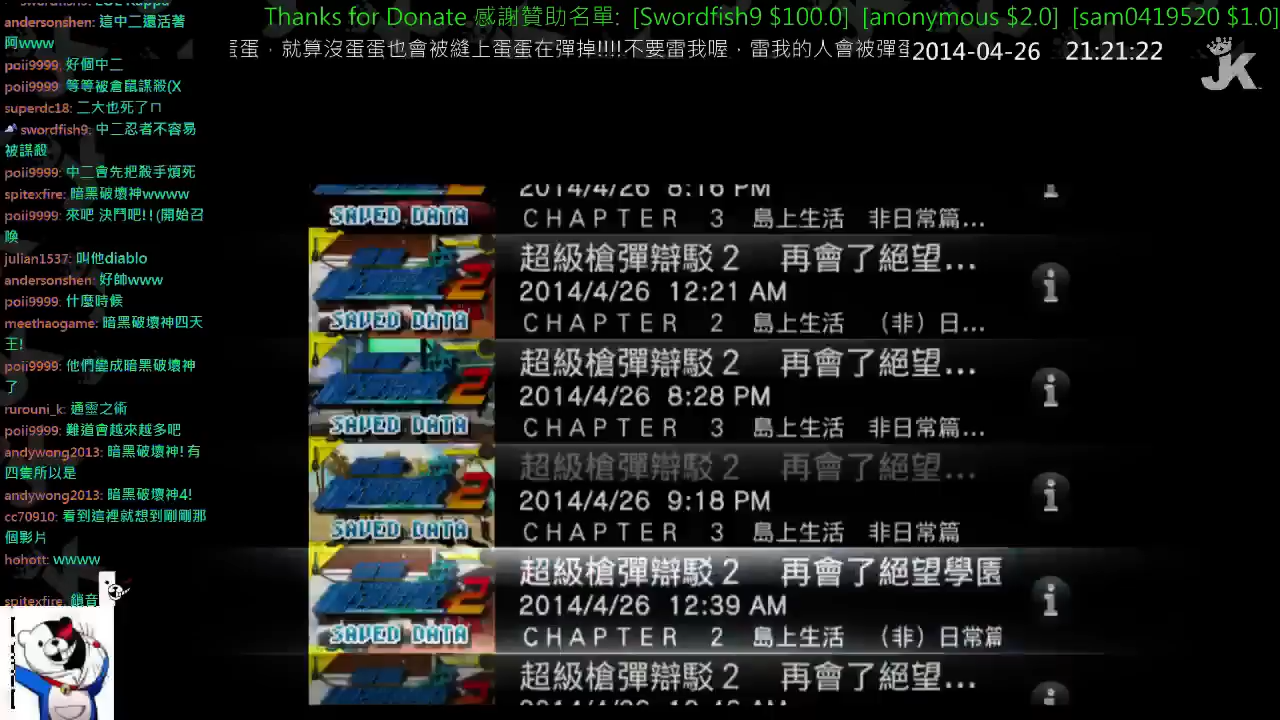 andersonshen: 這中二還活著
阿www
poii9999: 好個中二
poii9999: 等等被倉鼠謀殺(X
superdc18: 二大也死了ㄇ
swordfish9: 中二忍者不容易
被謀殺
poii9999: 中二會先把殺手煩死
spitexfire: 暗黑破壞神wwww
poii9999: 來吧 決鬥吧!!(開始召
喚
julian1537: 叫他diablo
andersonshen: 好帥www
poii9999: 什麼時候
meethaogame: 暗黑破壞神四天
王!
poii9999: 他們變成暗黑破壞神
了
rurouni_k: 通靈之術
poii9999: 難道會越來越多吧
andywong2013: 暗黑破壞神! 有
四隻所以是
andywong2013: 暗黑破壞神4!
cc70910: 看到這裡就想到剛剛那
個影片
hohott: wwww
spitexfire: 鎖音
Thanks for Donate 感謝贊助名單: [Swordfish9 $100.0] [anonymous $2.0] [sam0419520 $1.0]
蛋蛋，就算沒蛋蛋也會被縫上蛋蛋在彈掉!!!!不要雷我喔，雷我的人會被彈蛋
2014-04-26 21:21:22
JK
2014/4/26 8:16 PM
SAVED DATA
CHAPTER 3 島上生活 非日常篇...
超級槍彈辯駁2 再會了絕望...
2014/4/26 12:21 AM
SAVED DATA
CHAPTER 2 島上生活 （非）日...
超級槍彈辯駁2 再會了絕望...
2014/4/26 8:28 PM
SAVED DATA
CHAPTER 3 島上生活 非日常篇...
超級槍彈辯駁2 再會了絕望...
2014/4/26 9:18 PM
SAVED DATA
CHAPTER 3 島上生活 非日常篇
超級槍彈辯駁2 再會了絕望學園
2014/4/26 12:39 AM
SAVED DATA
CHAPTER 2 島上生活 （非）日常篇
超級槍彈辯駁2 再會了絕望...